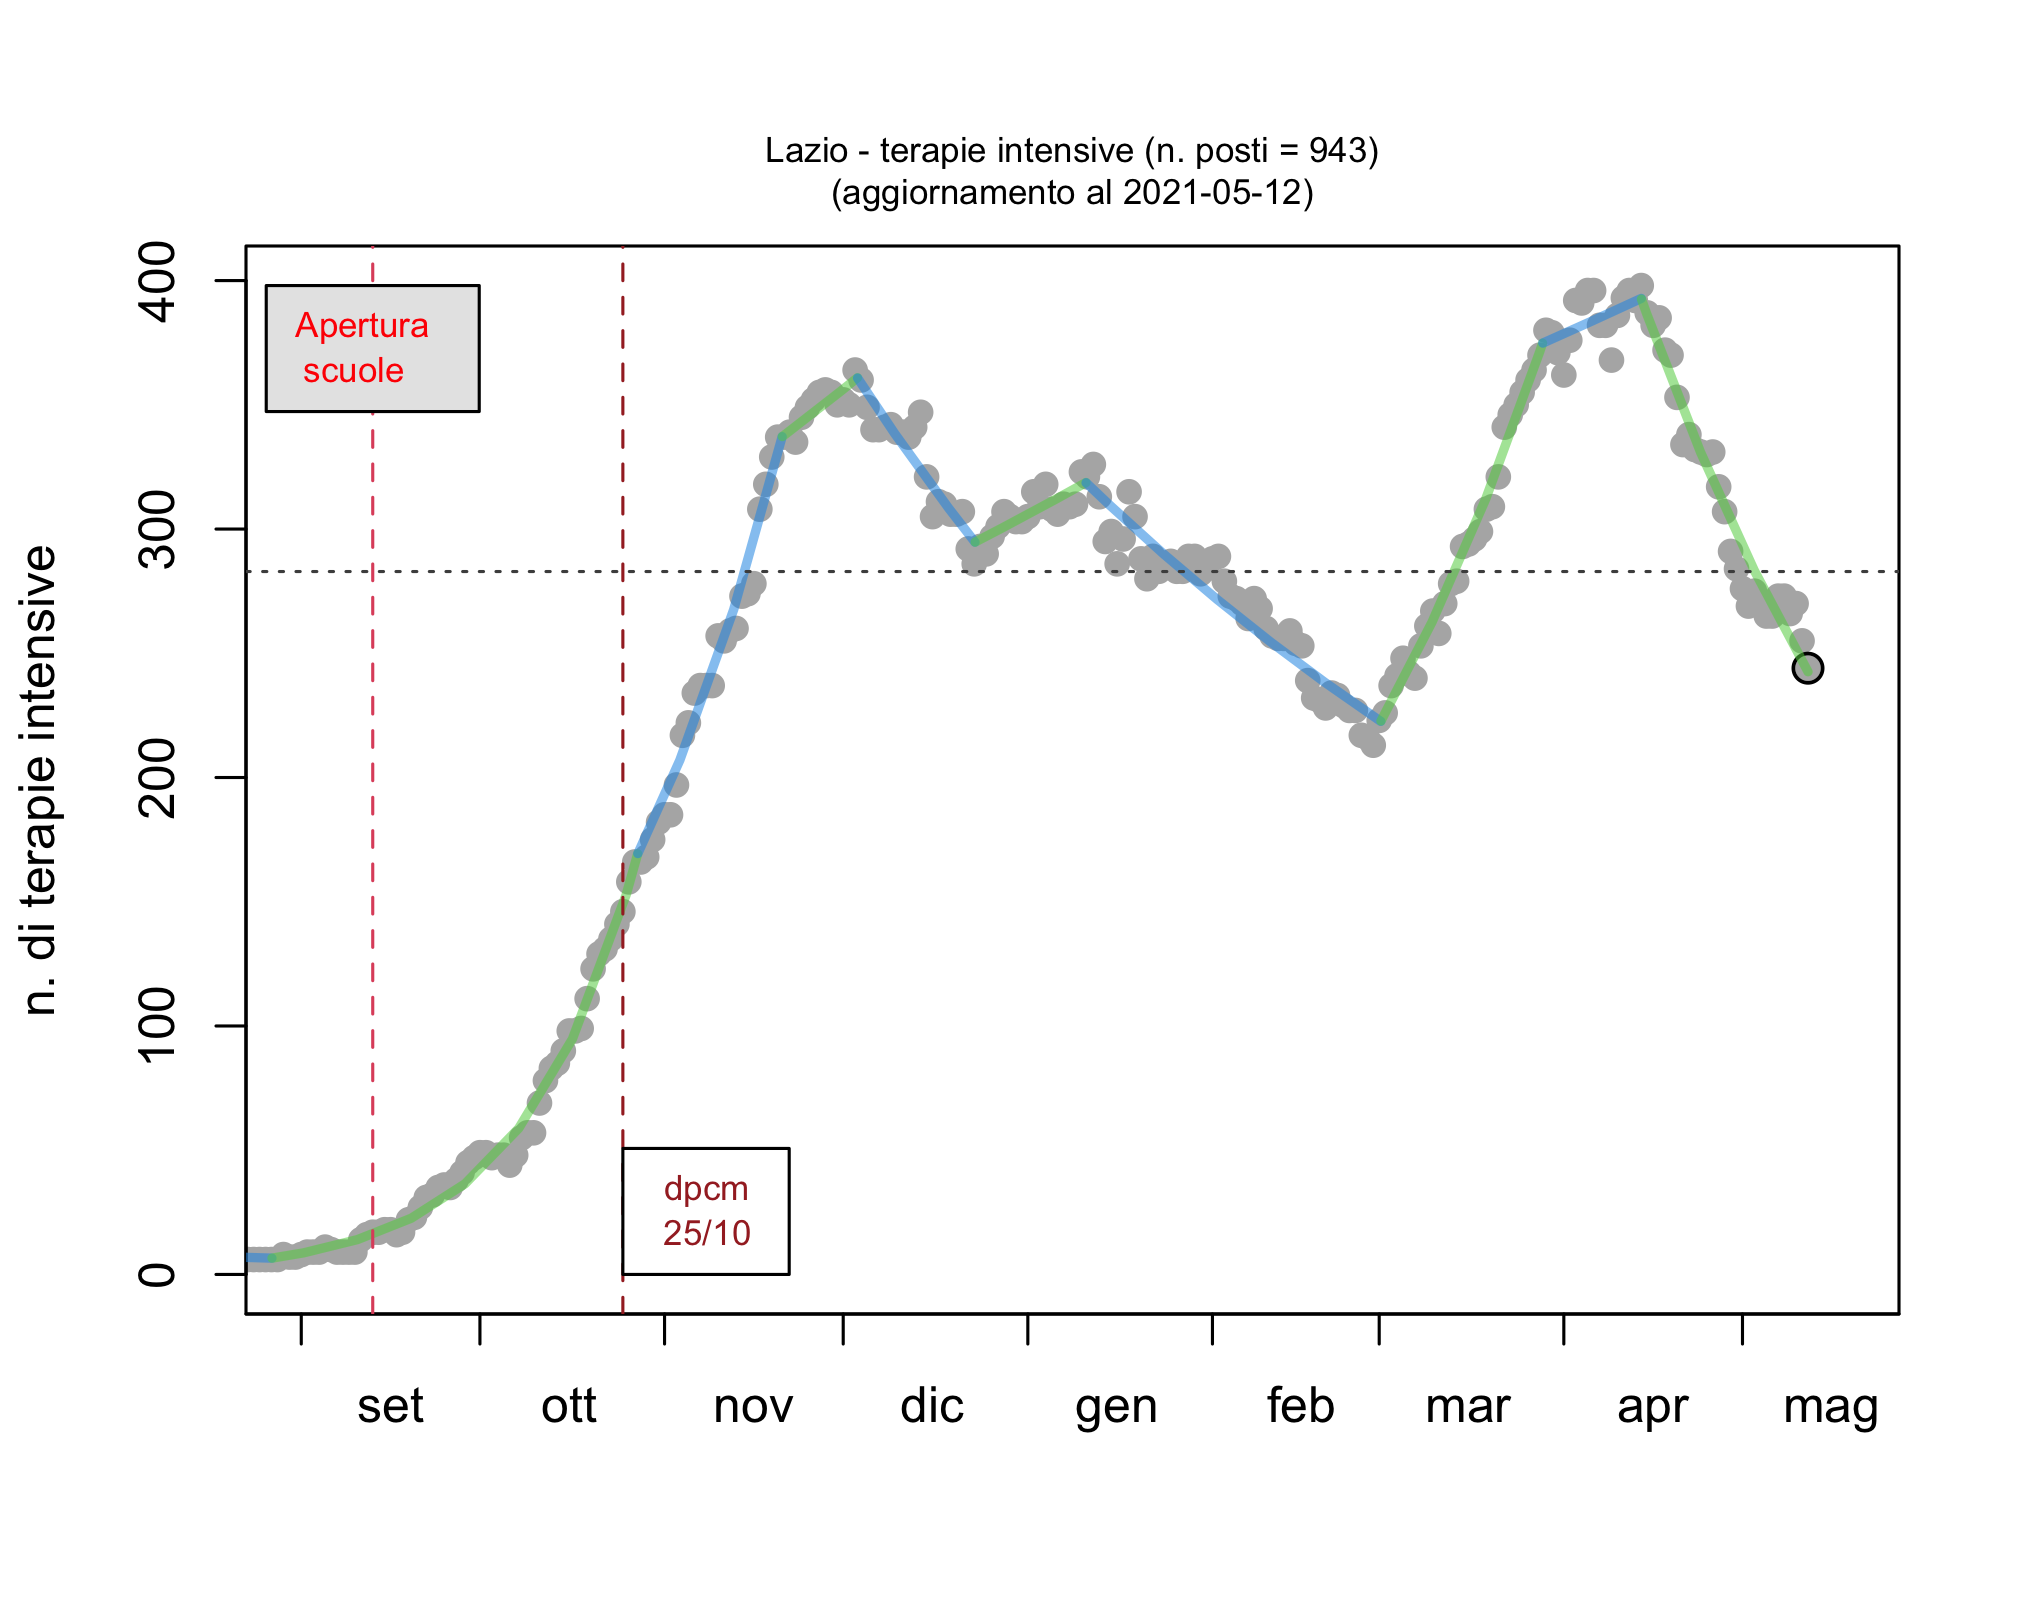 Lazio - terapie intensive (n. posti = 943)
(aggiornamento al 2021-05-12)
n. di terapie intensive
400
300
200
100
0
Apertura
scuole
dpcm
25/10
set ott nov dic gen feb mar apr mag